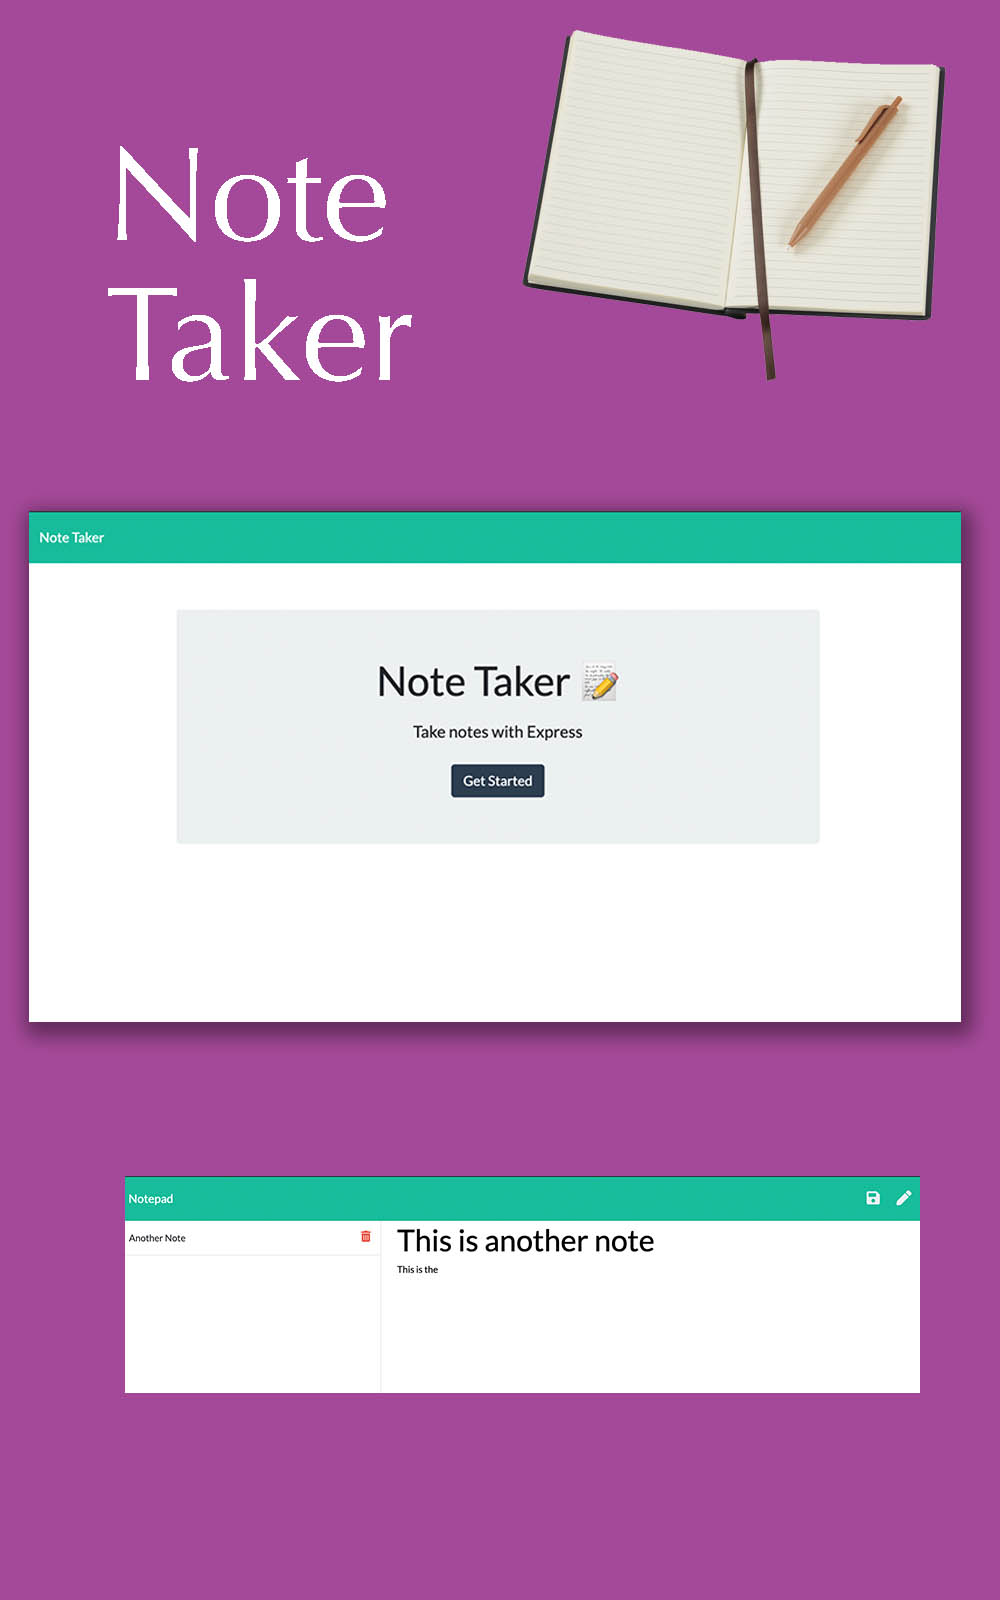 Note
Taker
Note Taker
Note Taker
Take notes with Express
Get Started
Notepad
Another Note
This is another note
This is the